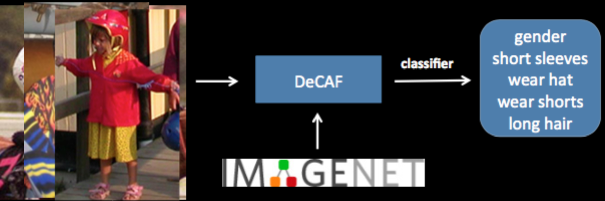 DeCAF
classifier
gender
short sleeves
wear hat
wear shorts
long hair
IMAGENET